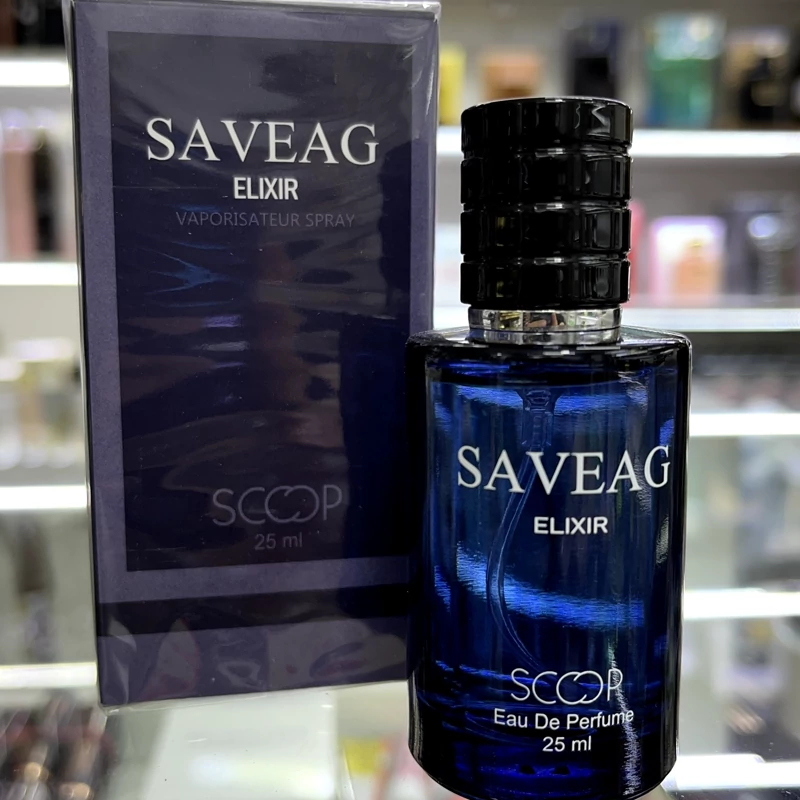 SAVEAG
ELIXIR
VAPORISATEUR SPRAY
SCOOP
25 ml
SAVEAG
ELIXIR
SCOOP
Eau De Perfume
25 ml